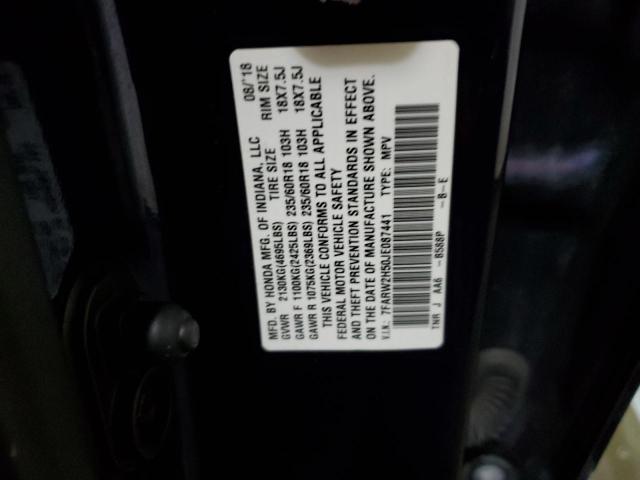 MFD. BY HONDA MFG. OF INDIANA, LLC 08/'18
GVWR 2130KG(4695LBS) TIRE SIZE RIM SIZE
GAWR F 1100KG(2425LBS) 235/60R18 103H 18X7.5J
GAWR R 1075KG(2369LBS) 235/60R18 103H 18X7.5J
THIS VEHICLE CONFORMS TO ALL APPLICABLE
FEDERAL MOTOR VEHICLE SAFETY
AND THEFT PREVENTION STANDARDS IN EFFECT
ON THE DATE OF MANUFACTURE SHOWN ABOVE.
V.I.N.: 7FARW2H50JE087441 TYPE: MPV
TNR J AA6 -B588P -B-E